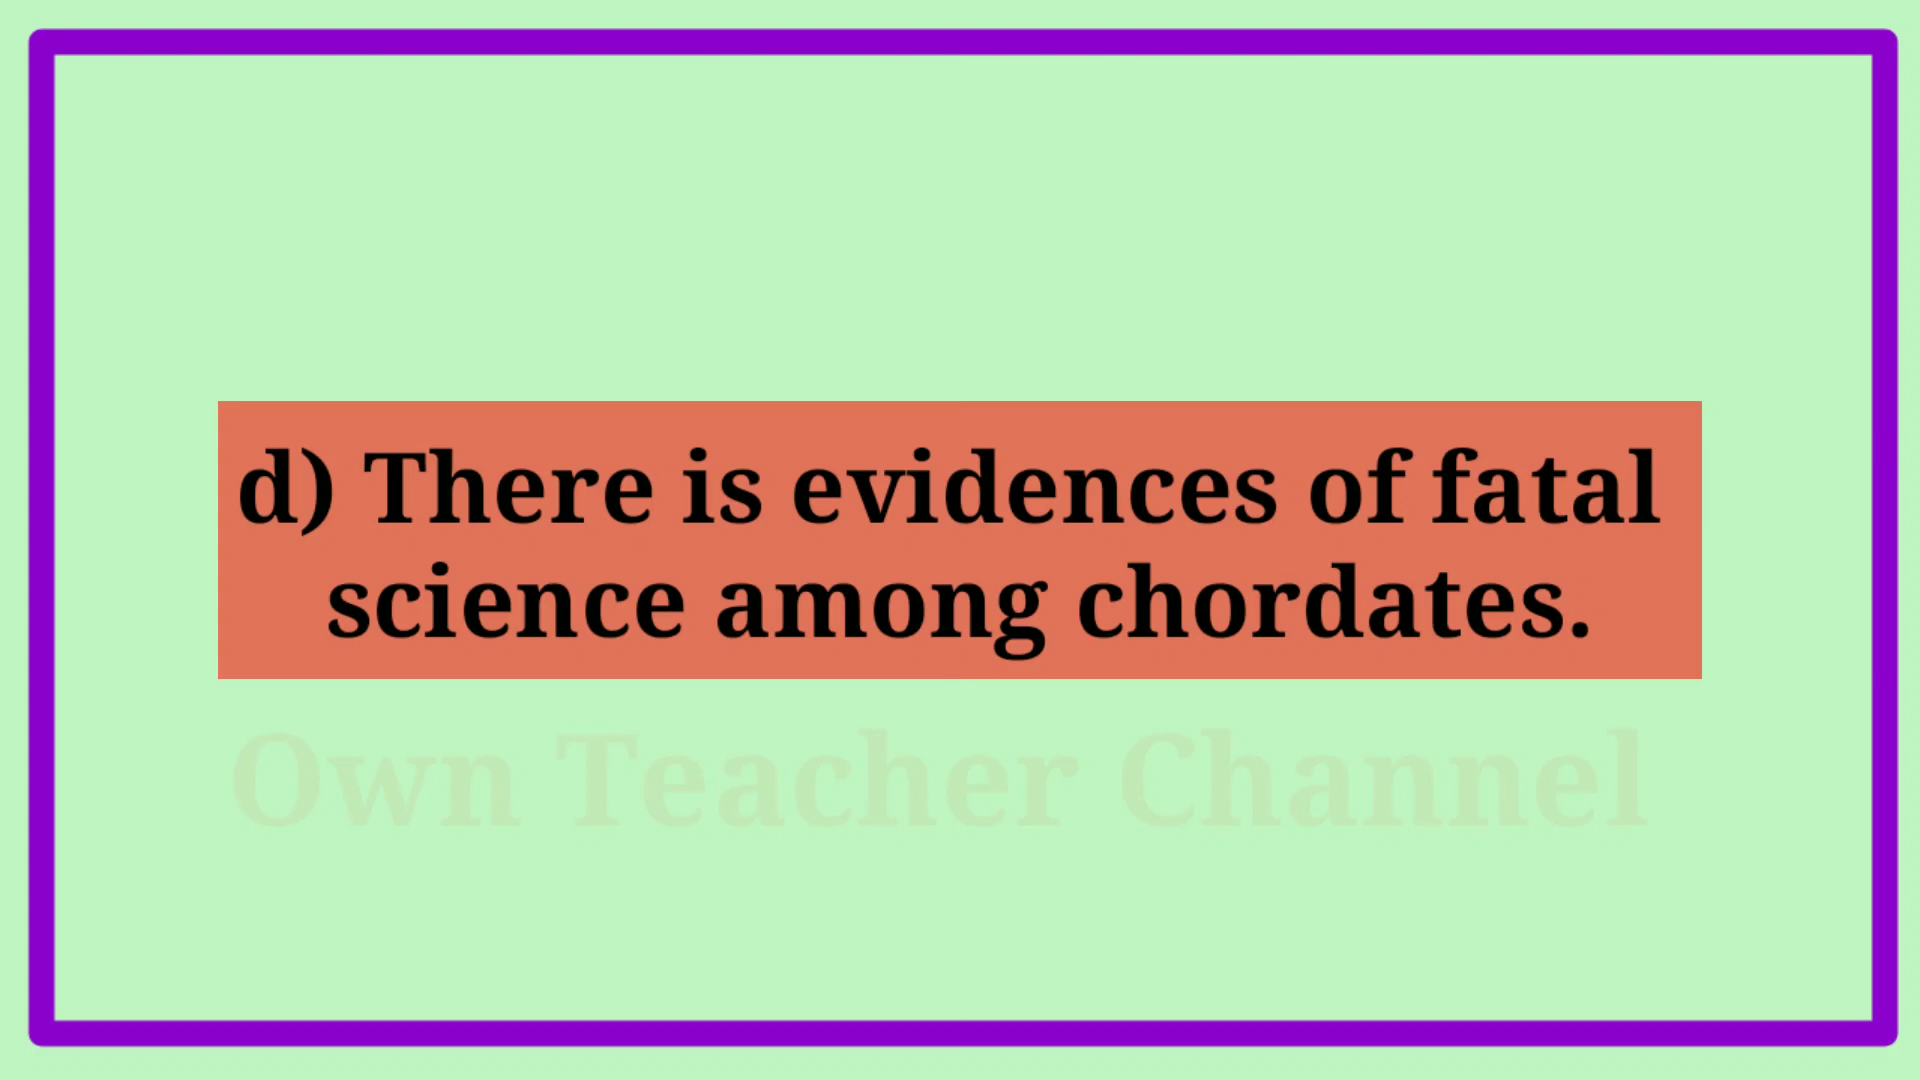 d) There is evidences of fatal
science among chordates.
Own Teacher Channel